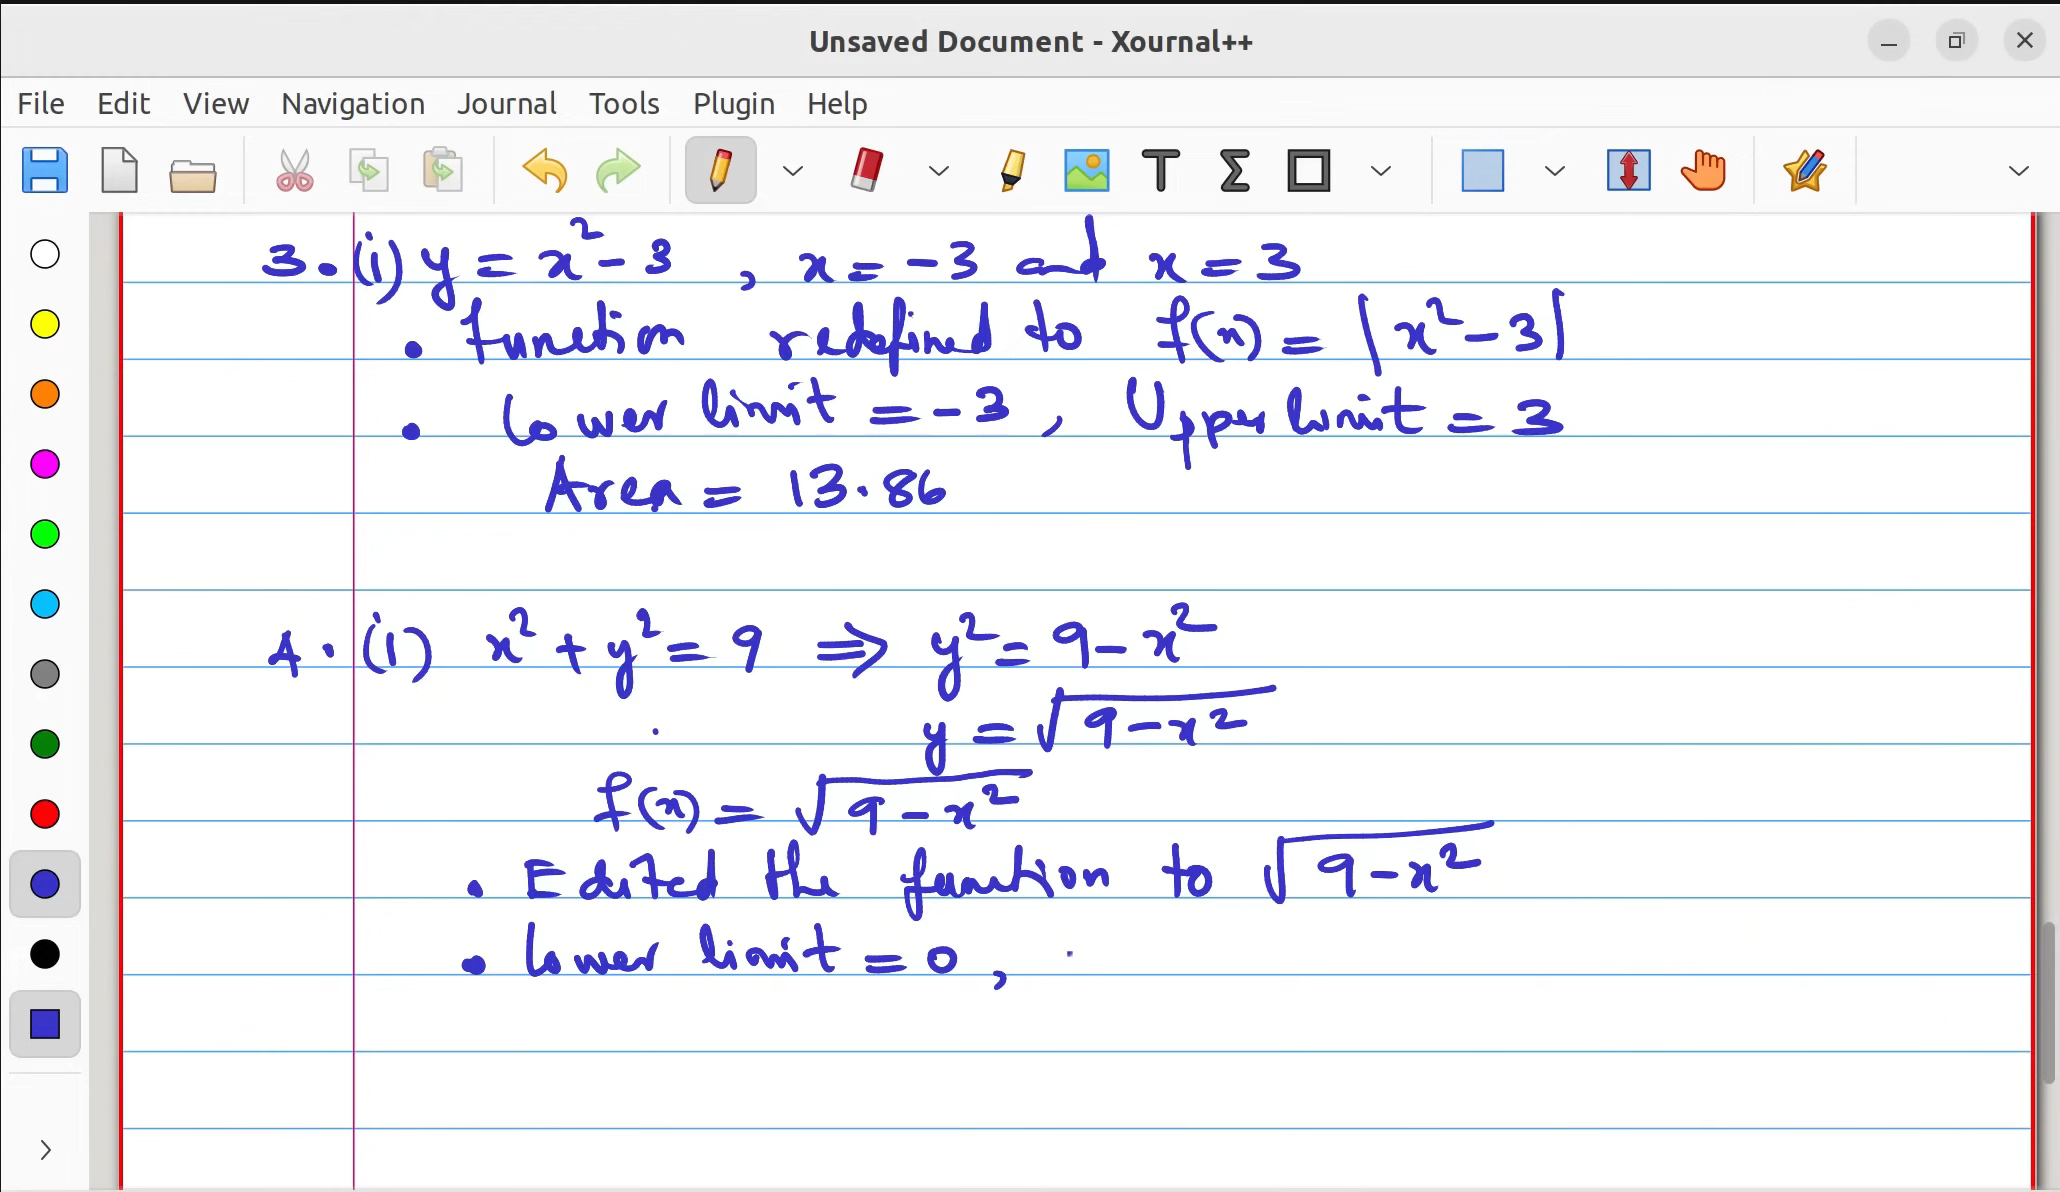 Unsaved Document - Xournal++
File Edit View Navigation Journal Tools Plugin Help
3. (i) y = x² - 3 , x = -3 and x = 3
• function redefined to f(x) = |x² - 3|
• Lower limit = -3, Upper limit = 3
Area = 13.86
4. (i) x² + y² = 9 ⇒ y² = 9 - x²
y = √(9 - x²)
f(x) = √(9 - x²)
• Edited the function to √(9 - x²)
• Lower limit = 0 ,